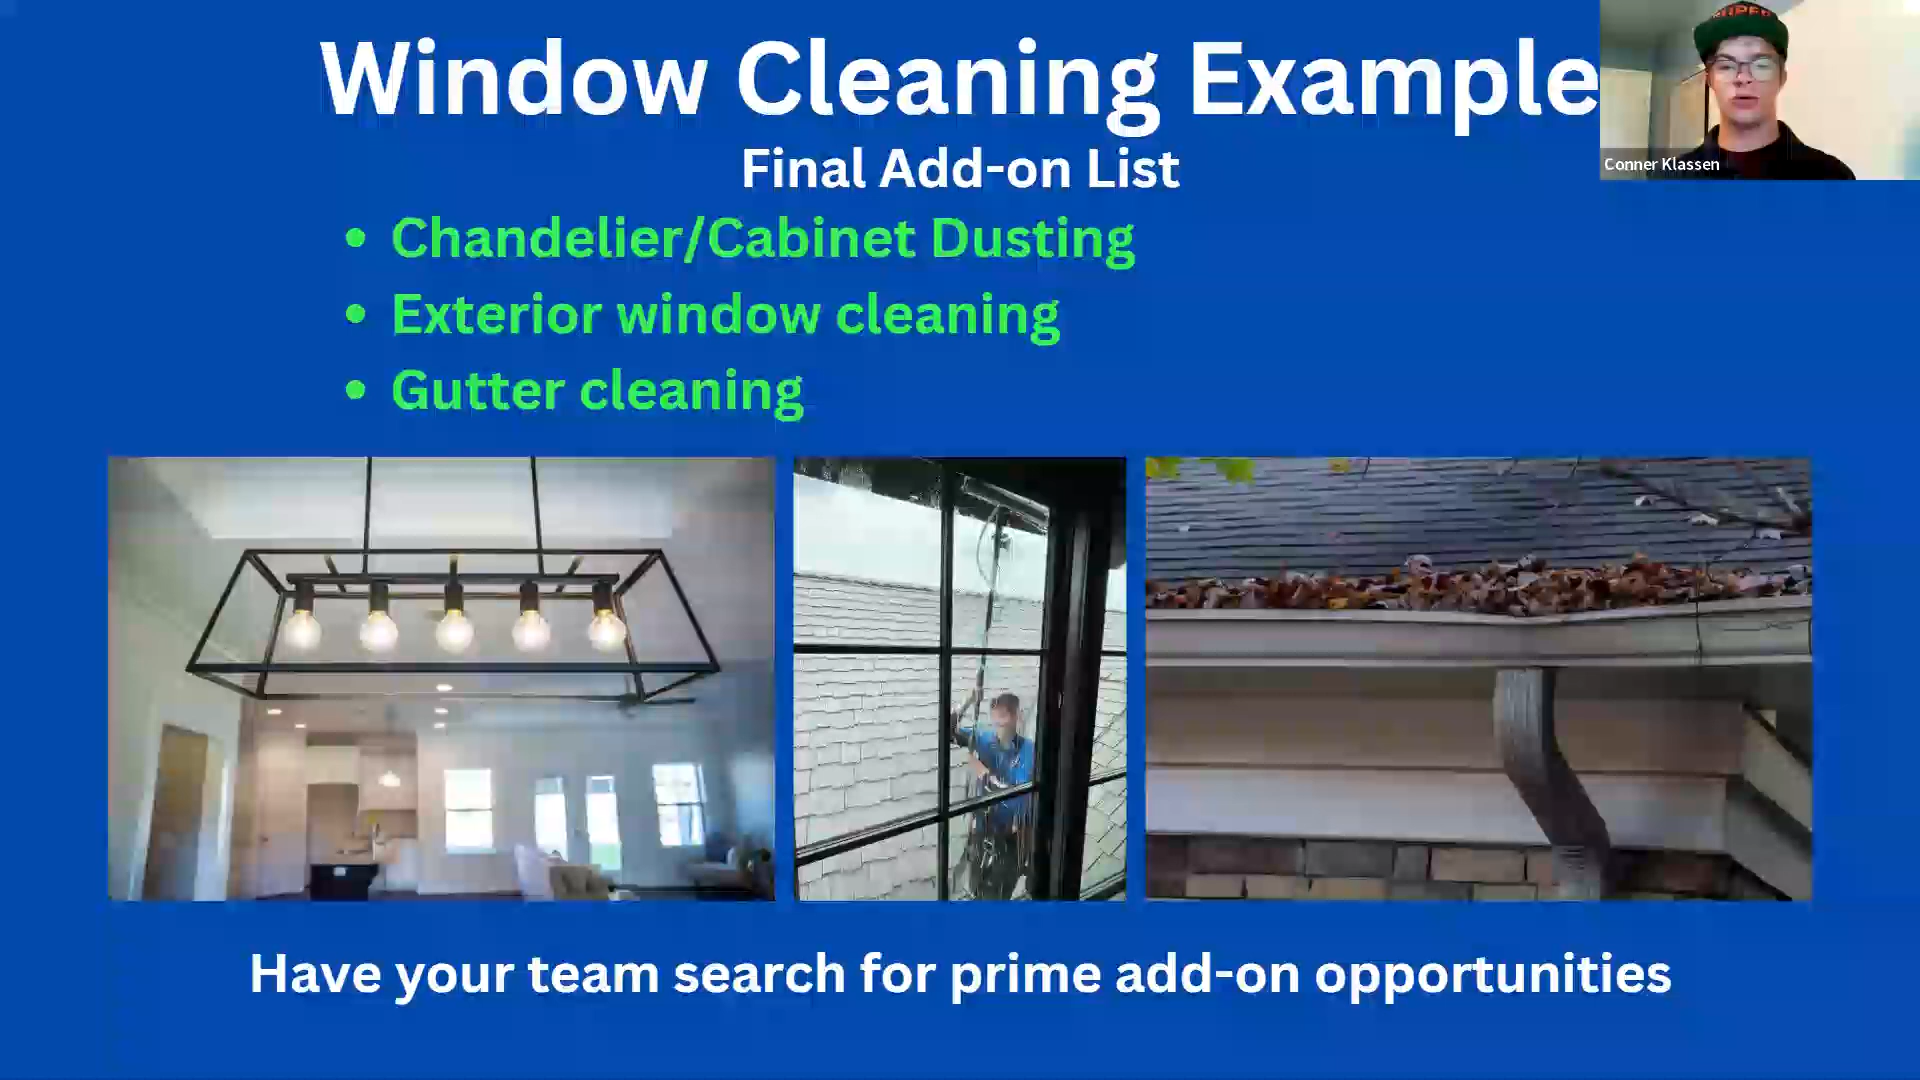 Window Cleaning Example
Final Add-on List
• Chandelier/Cabinet Dusting
• Exterior window cleaning
• Gutter cleaning
Conner Klassen
Have your team search for prime add-on opportunities